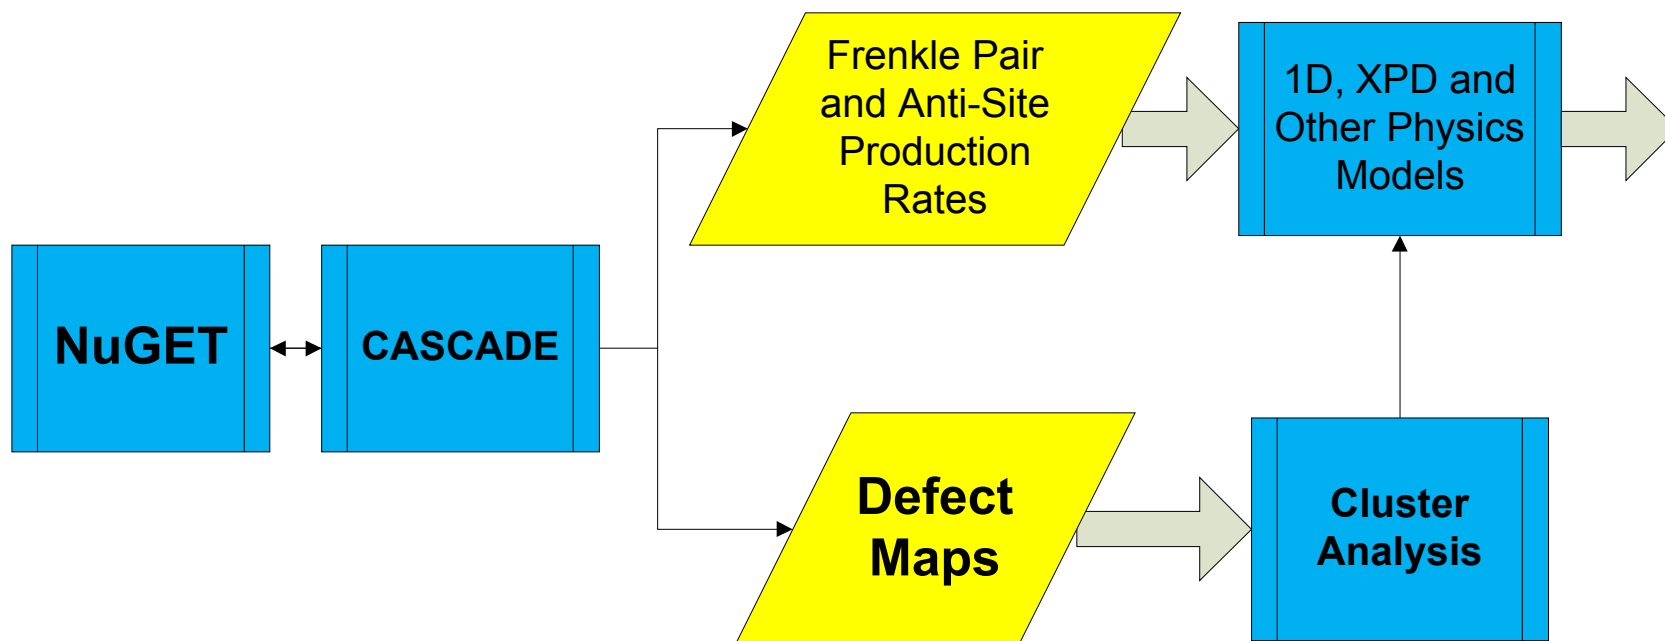 Frenkle Pair
and Anti-Site
Production
Rates
1D, XPD and
Other Physics
Models
NuGET
CASCADE
Defect
Maps
Cluster
Analysis